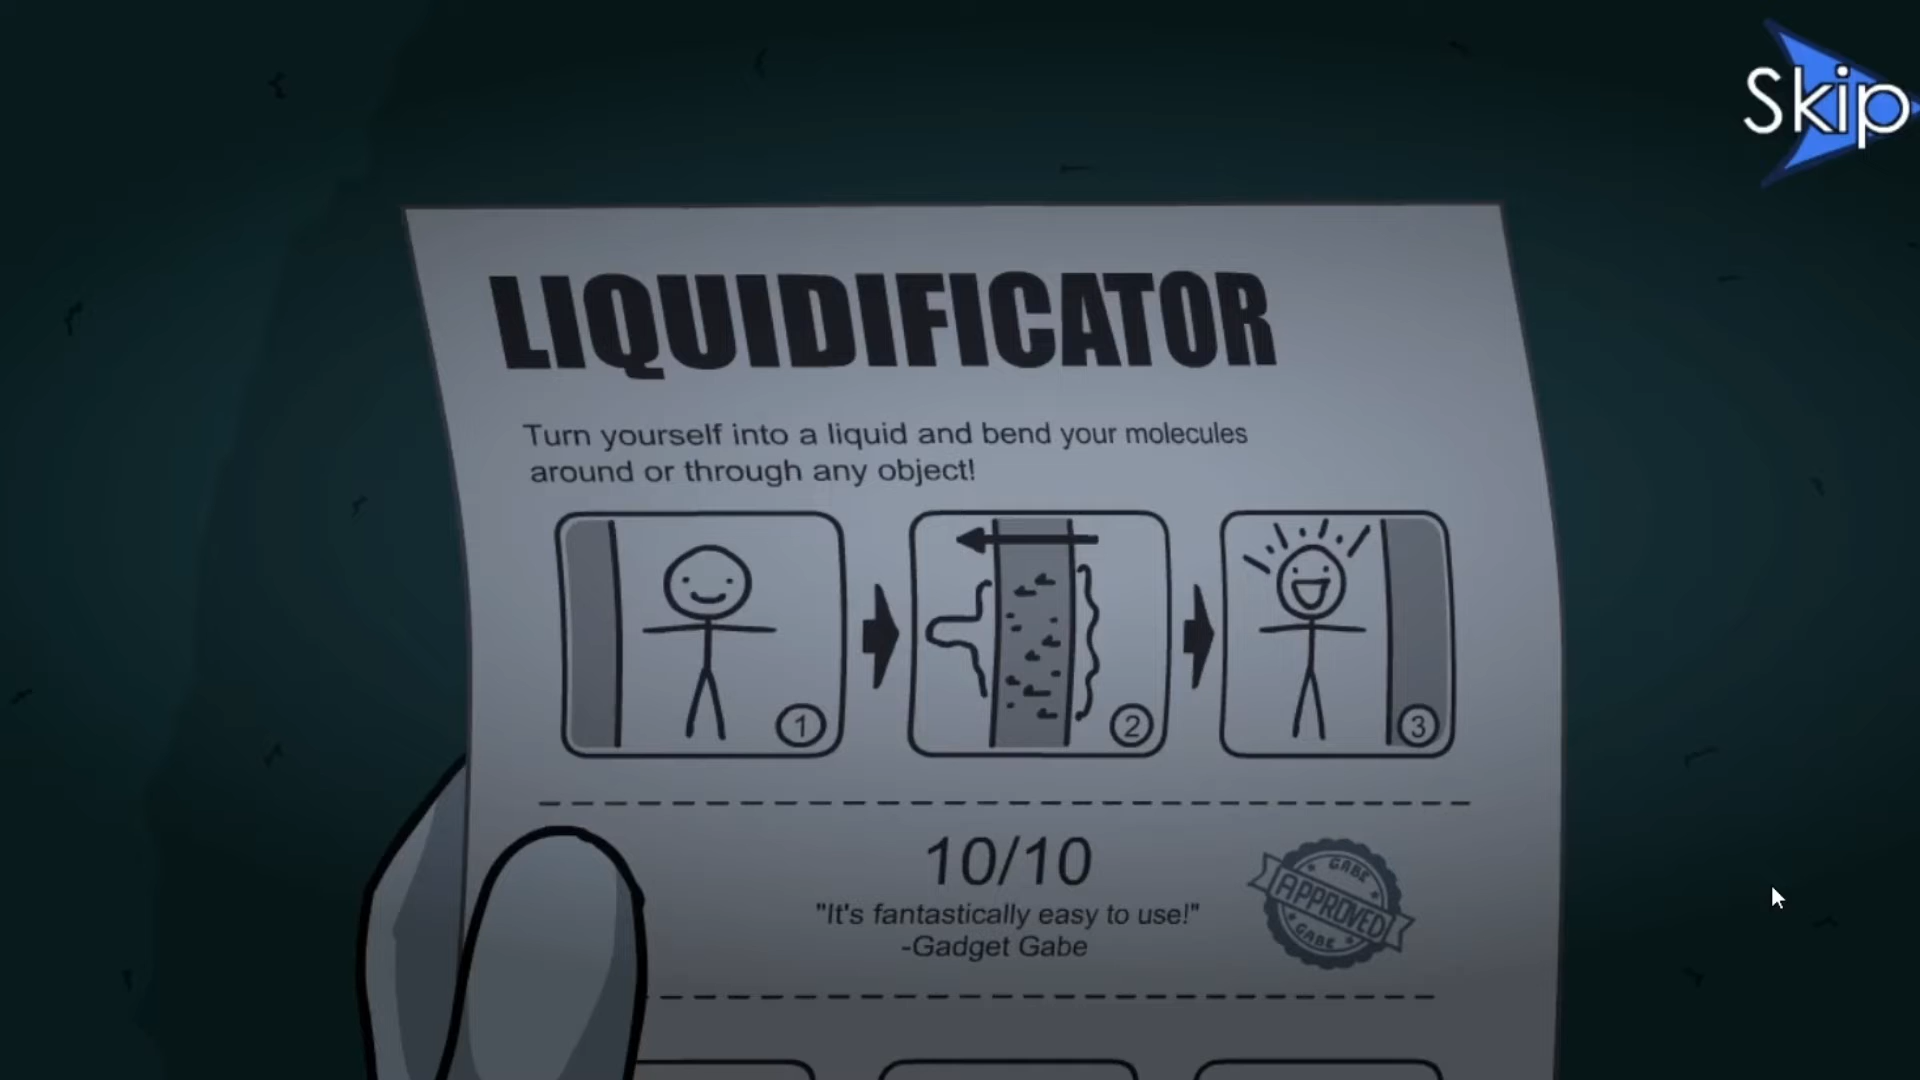 Skip
LIQUIDIFICATOR
Turn yourself into a liquid and bend your molecules
around or through any object!
1
2
3
10/10
"It's fantastically easy to use!"
-Gadget Gabe
GABE
APPROVED
GABE